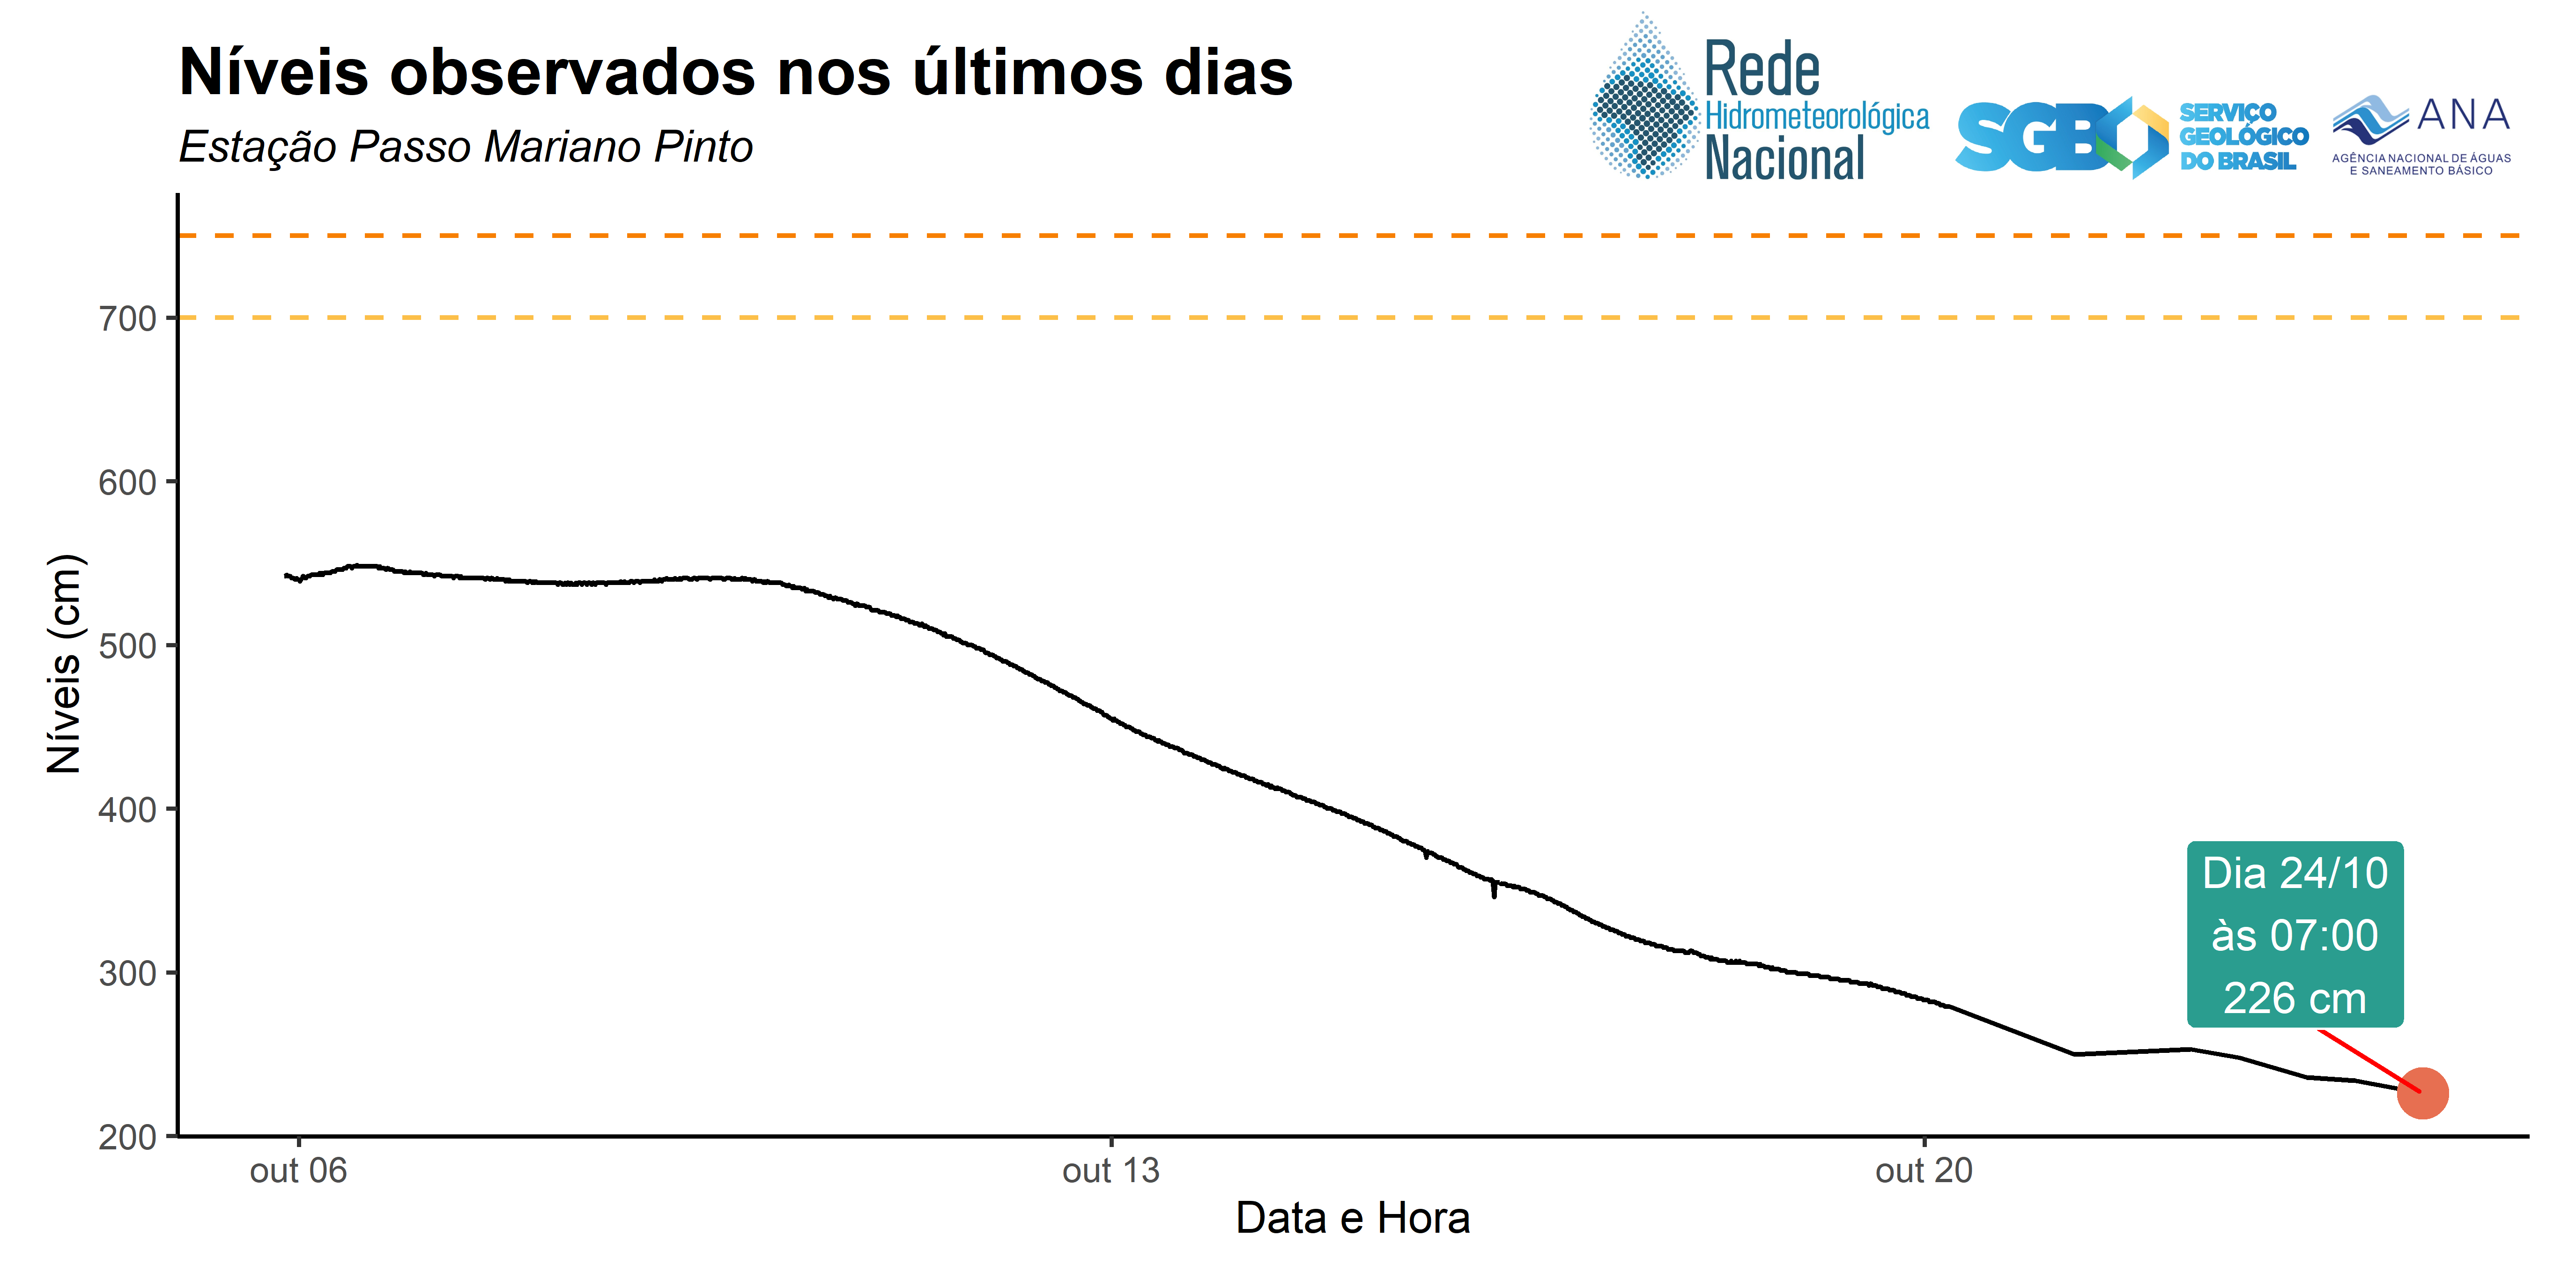 Níveis observados nos últimos dias
Estação Passo Mariano Pinto
Rede
Hidrometeorológica
Nacional
SGB
SERVIÇO
GEOLÓGICO
DO BRASIL
ANA
AGÊNCIA NACIONAL DE ÁGUAS
E SANEAMENTO BÁSICO
Níveis (cm)
700
600
500
400
300
200
Dia 24/10
às 07:00
226 cm
out 06
out 13
out 20
Data e Hora